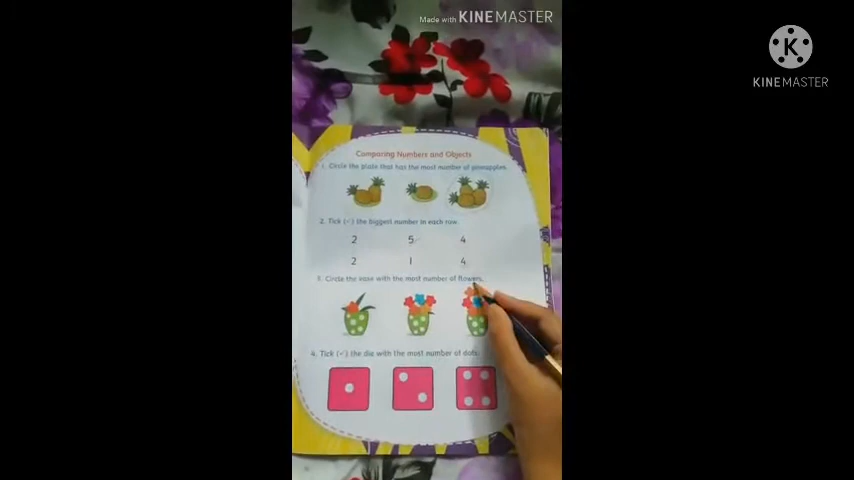 Made with KINEMASTER
KINEMASTER
Comparing Numbers and Objects
1. Circle the plate that has the most number of pineapples.
2. Tick (✓) the biggest number in each row.
2 5 4
2 1 4
3. Circle the vase with the most number of flowers.
4. Tick (✓) the die with the most number of dots.